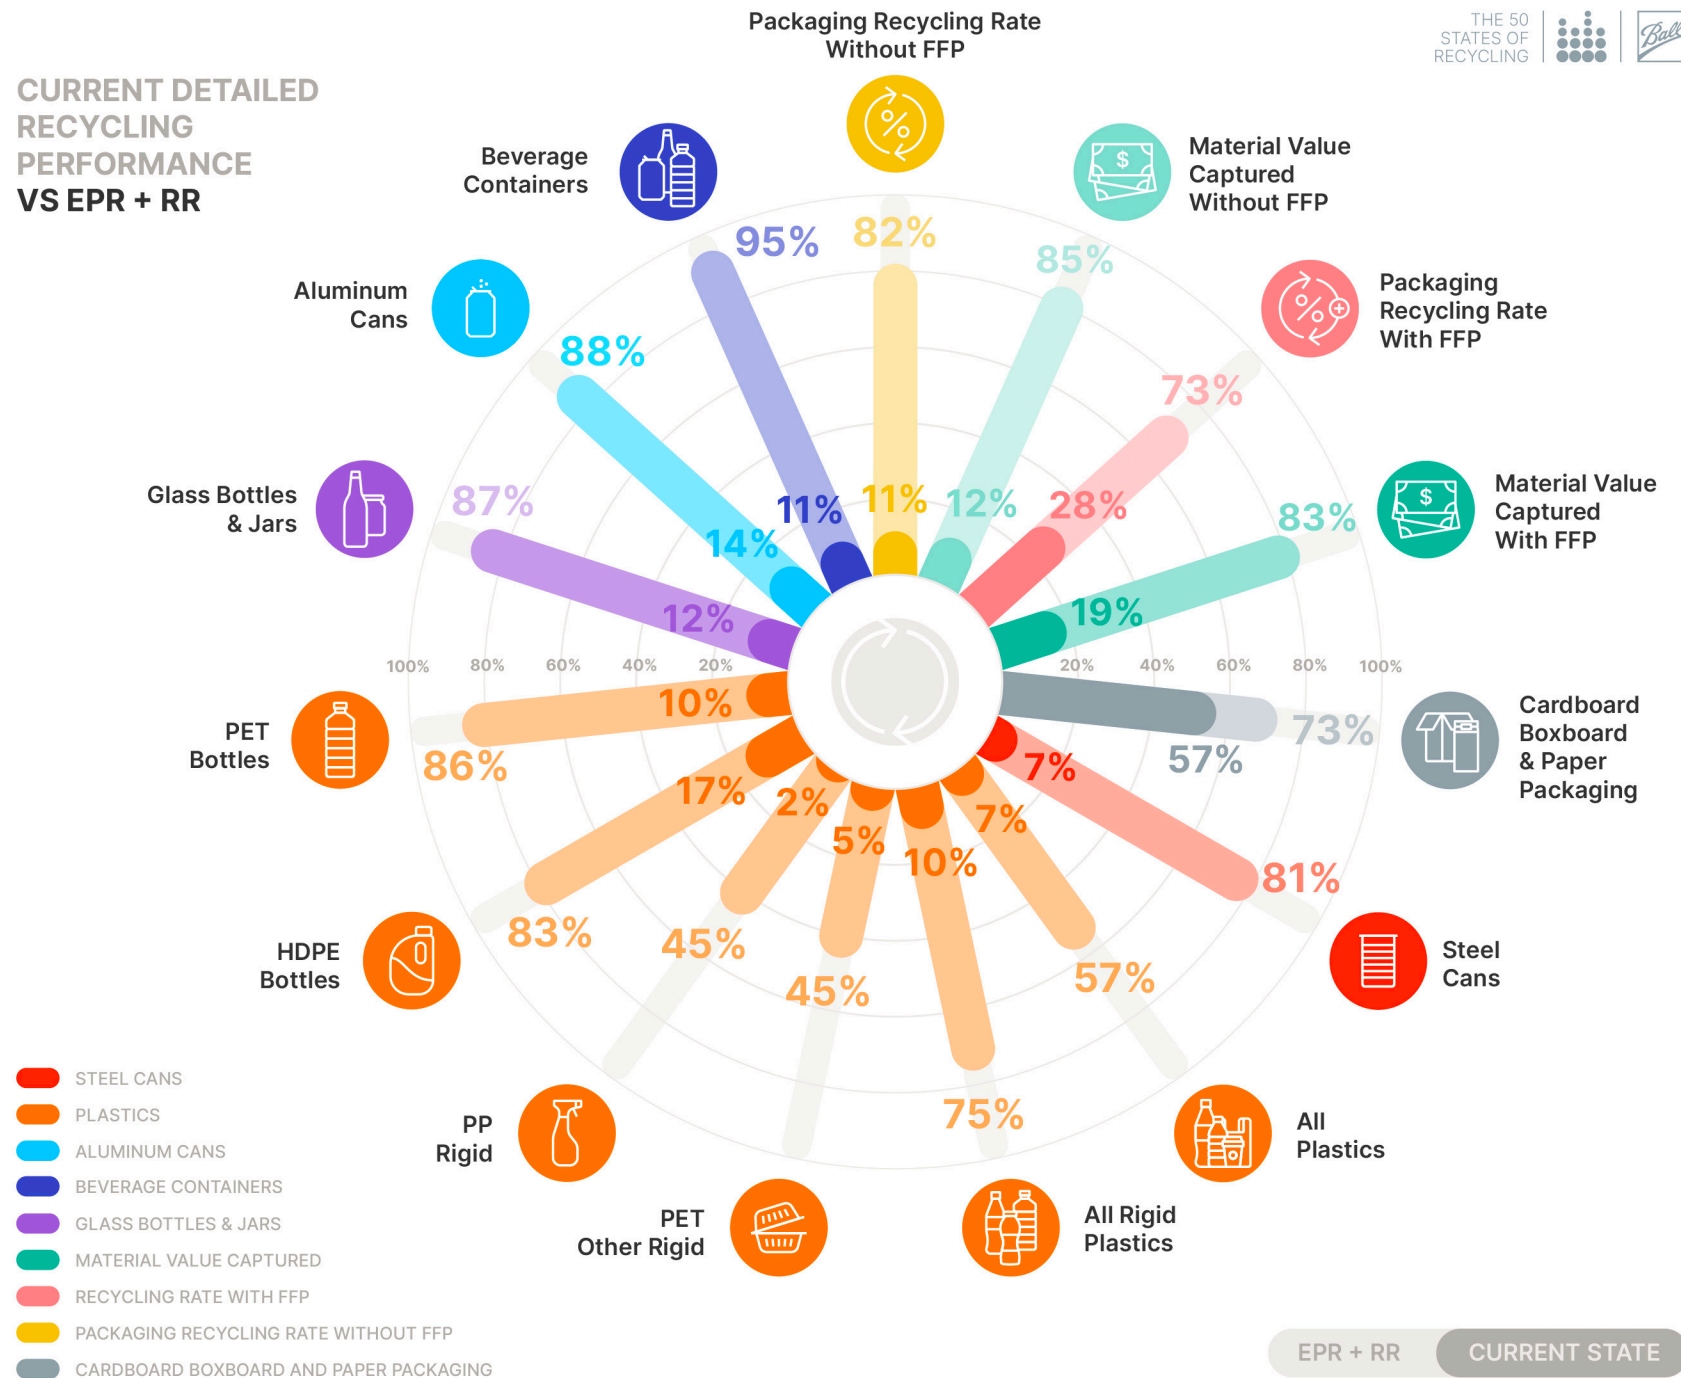 CURRENT DETAILED
RECYCLING
PERFORMANCE
VS EPR + RR
THE 50
STATES OF
RECYCLING
Ball
Packaging Recycling Rate
Without FFP
82%
11%
Material Value
Captured
Without FFP
$
85%
12%
Packaging
Recycling Rate
With FFP
73%
28%
Material Value
Captured
With FFP
$
83%
19%
Cardboard
Boxboard
& Paper
Packaging
73%
57%
Steel
Cans
81%
7%
All
Plastics
57%
7%
All Rigid
Plastics
75%
10%
PET
Other Rigid
45%
5%
PP
Rigid
45%
2%
HDPE
Bottles
83%
17%
PET
Bottles
86%
10%
Glass Bottles
& Jars
87%
12%
Aluminum
Cans
88%
14%
Beverage
Containers
95%
11%
100% 80% 60% 40% 20%
20% 40% 60% 80% 100%
STEEL CANS
PLASTICS
ALUMINUM CANS
BEVERAGE CONTAINERS
GLASS BOTTLES & JARS
MATERIAL VALUE CAPTURED
RECYCLING RATE WITH FFP
PACKAGING RECYCLING RATE WITHOUT FFP
CARDBOARD BOXBOARD AND PAPER PACKAGING
EPR + RR
CURRENT STATE